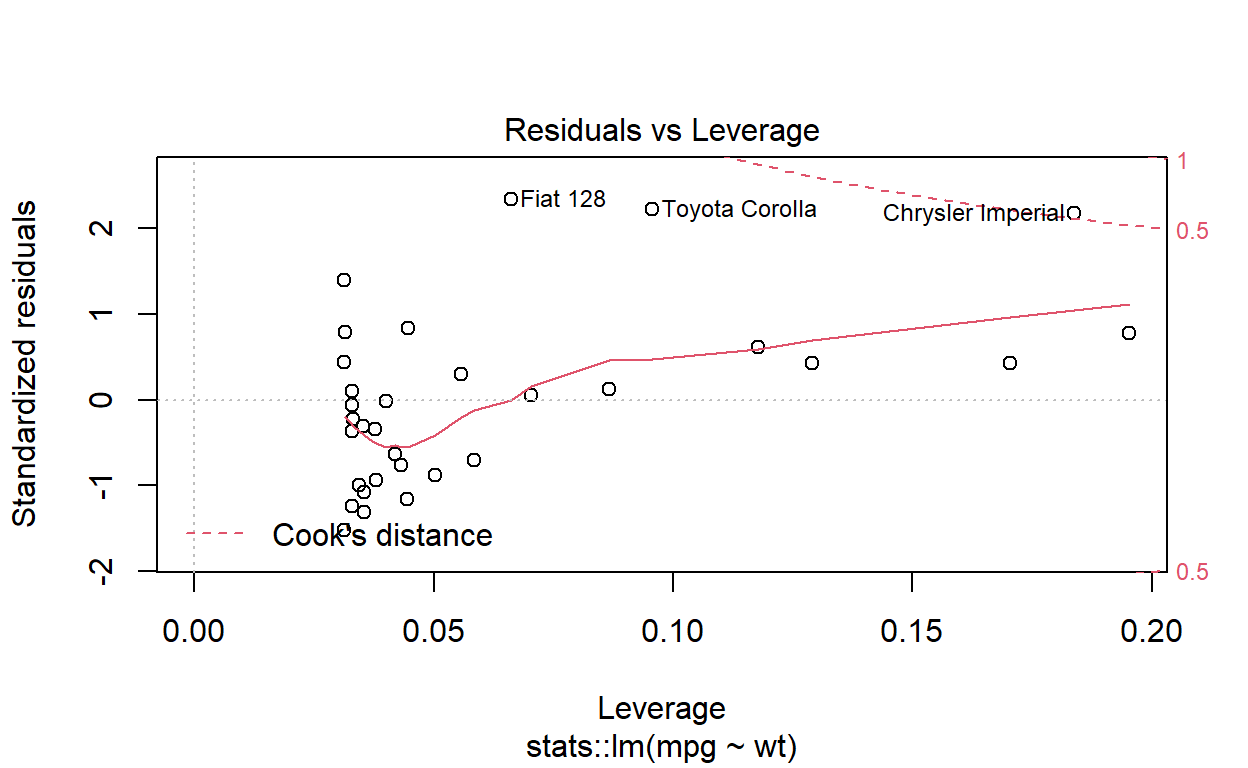 Residuals vs Leverage
1
Fiat 128
Toyota Corolla
Chrysler Imperial
0.5
2
1
0
-1
-2
Standardized residuals
Cook's distance
0.5
0.00 0.05 0.10 0.15 0.20
Leverage
stats::lm(mpg ~ wt)